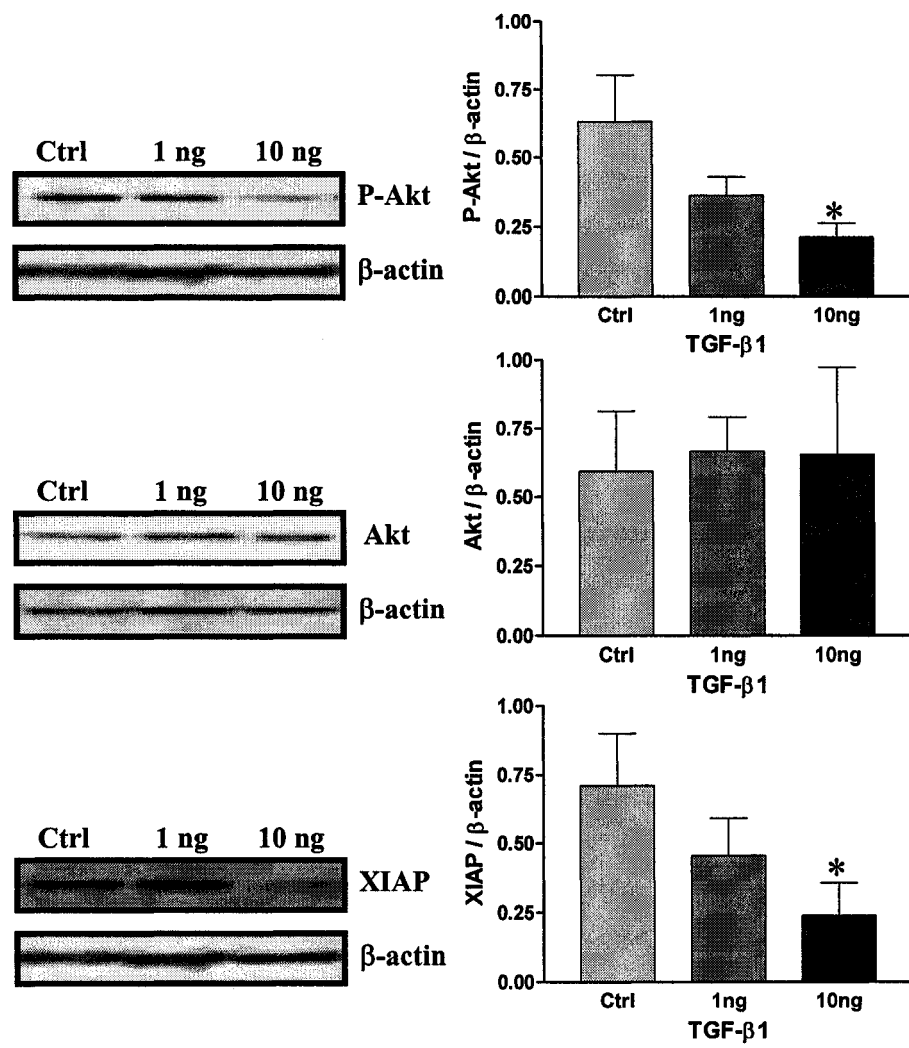 Ctrl 1 ng 10 ng
P-Akt
β-actin
P-Akt / β-actin
1.00
0.75
0.50
0.25
0.00
*
Ctrl 1ng 10ng
TGF-β1
Ctrl 1 ng 10 ng
Akt
β-actin
Akt / β-actin
1.00
0.75
0.50
0.25
0.00
Ctrl 1ng 10ng
TGF-β1
Ctrl 1 ng 10 ng
XIAP
β-actin
XIAP / β-actin
1.00
0.75
0.50
0.25
0.00
*
Ctrl 1ng 10ng
TGF-β1